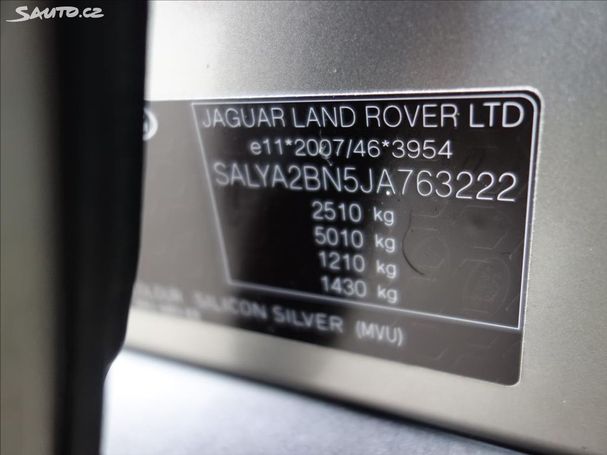 SAUTO.CZ
JAGUAR LAND ROVER LTD
e11*2007/46*3954
SALYA2BN5JA763222
2510 kg
5010 kg
1210 kg
1430 kg
COLOUR SILICON SILVER (MVU)